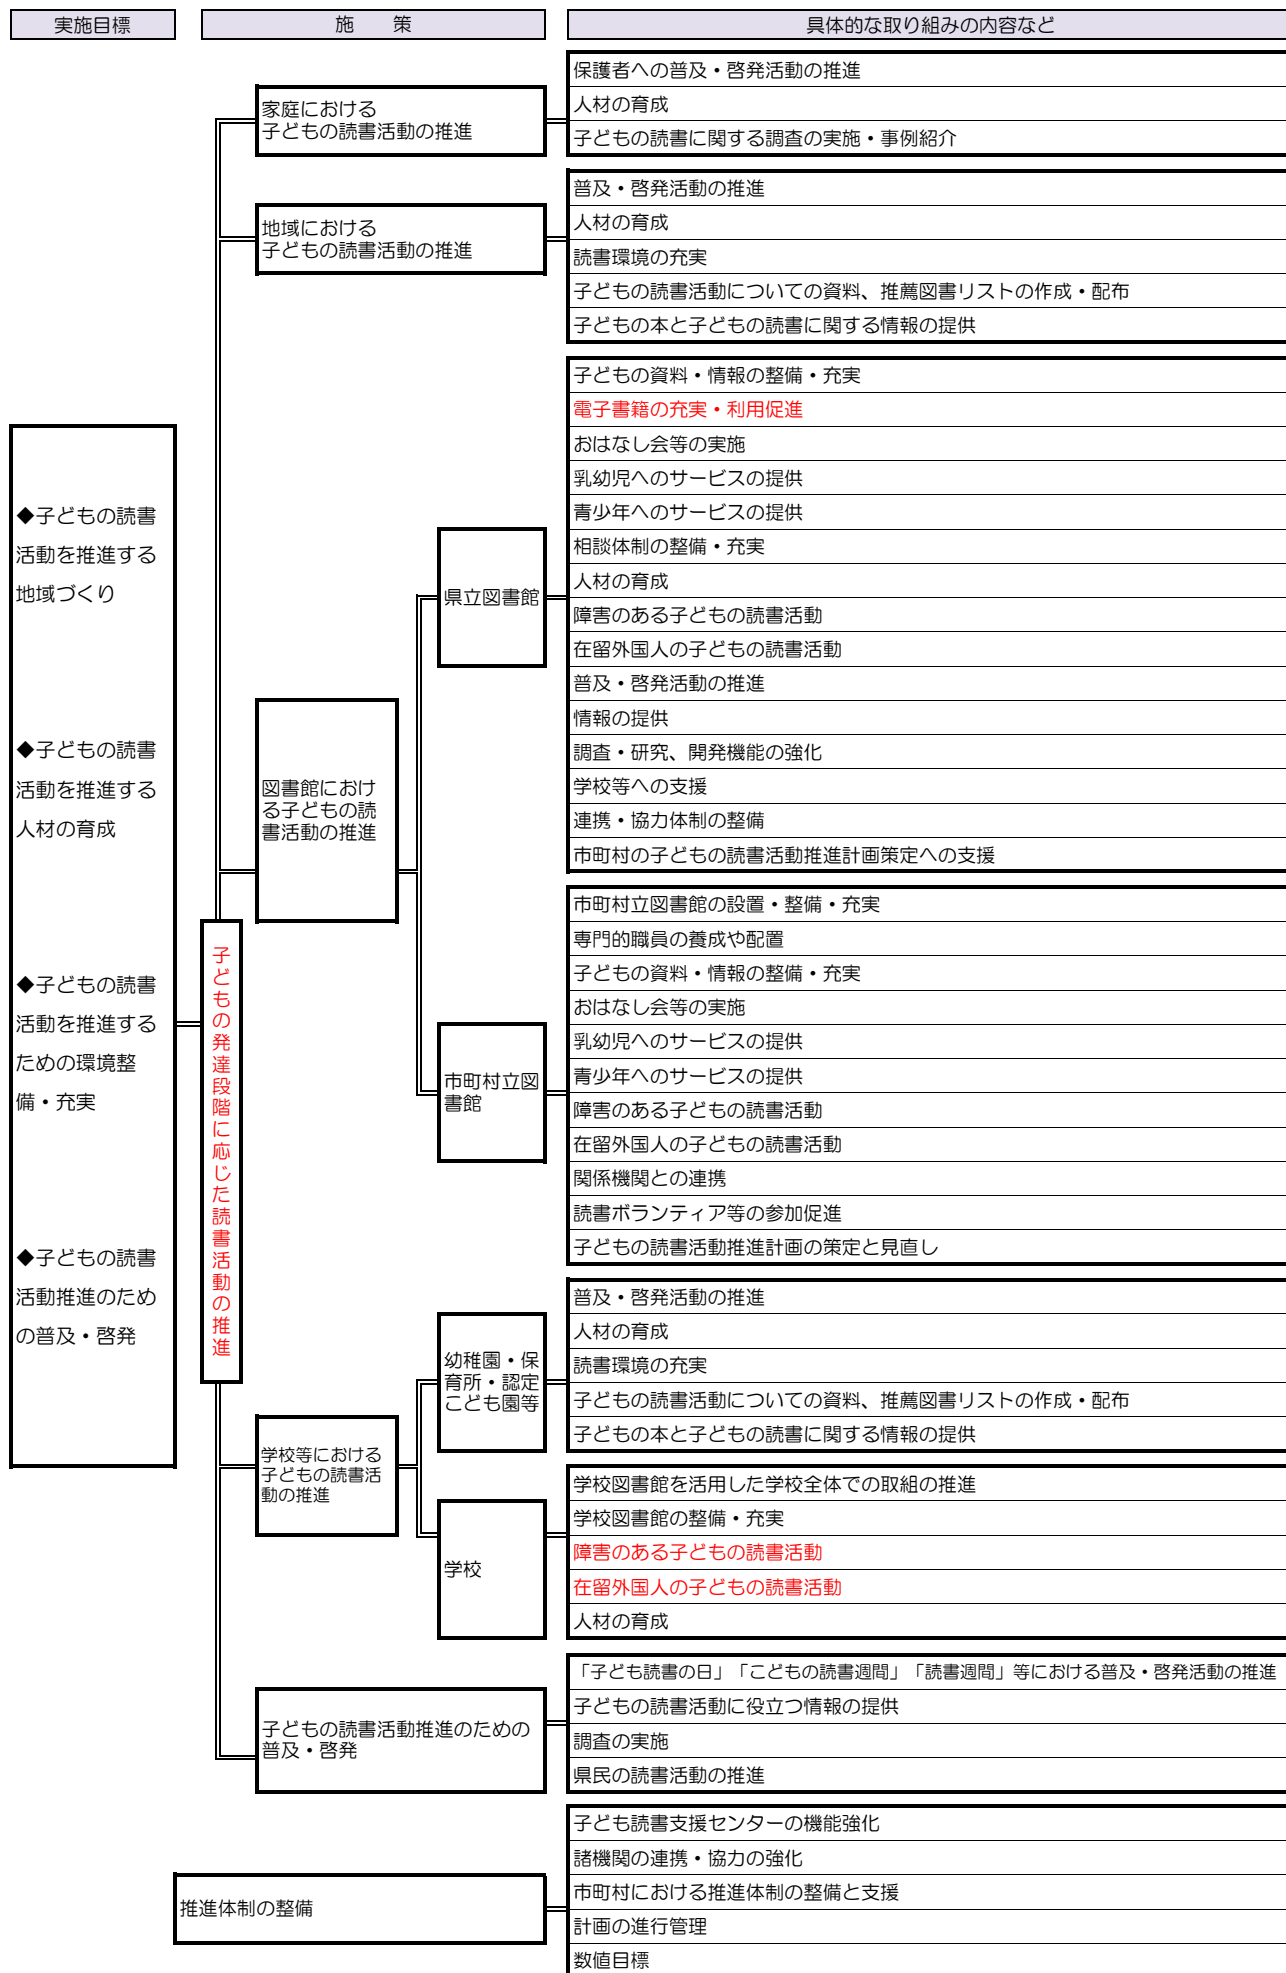 実施目標
施　策
具体的な取り組みの内容など
◆子どもの読書
活動を推進する
地域づくり
◆子どもの読書
活動を推進する
人材の育成
◆子どもの読書
活動を推進する
ための環境整
備・充実
◆子どもの読書
活動推進のため
の普及・啓発
子どもの発達段階に応じた読書活動の推進
家庭における
子どもの読書活動の推進
保護者への普及・啓発活動の推進
人材の育成
子どもの読書に関する調査の実施・事例紹介
地域における
子どもの読書活動の推進
普及・啓発活動の推進
人材の育成
読書環境の充実
子どもの読書活動についての資料、推薦図書リストの作成・配布
子どもの本と子どもの読書に関する情報の提供
図書館におけ
る子どもの読
書活動の推進
県立図書館
子どもの資料・情報の整備・充実
電子書籍の充実・利用促進
おはなし会等の実施
乳幼児へのサービスの提供
青少年へのサービスの提供
相談体制の整備・充実
人材の育成
障害のある子どもの読書活動
在留外国人の子どもの読書活動
普及・啓発活動の推進
情報の提供
調査・研究、開発機能の強化
学校等への支援
連携・協力体制の整備
市町村の子どもの読書活動推進計画策定への支援
市町村立図
書館
市町村立図書館の設置・整備・充実
専門的職員の養成や配置
子どもの資料・情報の整備・充実
おはなし会等の実施
乳幼児へのサービスの提供
青少年へのサービスの提供
障害のある子どもの読書活動
在留外国人の子どもの読書活動
関係機関との連携
読書ボランティア等の参加促進
子どもの読書活動推進計画の策定と見直し
学校等における
子どもの読書活
動の推進
幼稚園・保
育所・認定
こども園等
普及・啓発活動の推進
人材の育成
読書環境の充実
子どもの読書活動についての資料、推薦図書リストの作成・配布
子どもの本と子どもの読書に関する情報の提供
学校
学校図書館を活用した学校全体での取組の推進
学校図書館の整備・充実
障害のある子どもの読書活動
在留外国人の子どもの読書活動
人材の育成
子どもの読書活動推進のための
普及・啓発
「子ども読書の日」「こどもの読書週間」「読書週間」等における普及・啓発活動の推進
子どもの読書活動に役立つ情報の提供
調査の実施
県民の読書活動の推進
推進体制の整備
子ども読書支援センターの機能強化
諸機関の連携・協力の強化
市町村における推進体制の整備と支援
計画の進行管理
数値目標